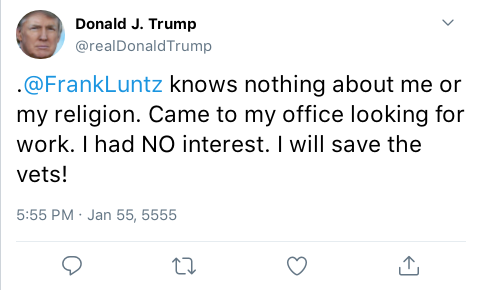 Donald J. Trump
@realDonaldTrump
.@FrankLuntz knows nothing about me or
my religion. Came to my office looking for
work. I had NO interest. I will save the
vets!
5:55 PM · Jan 55, 5555